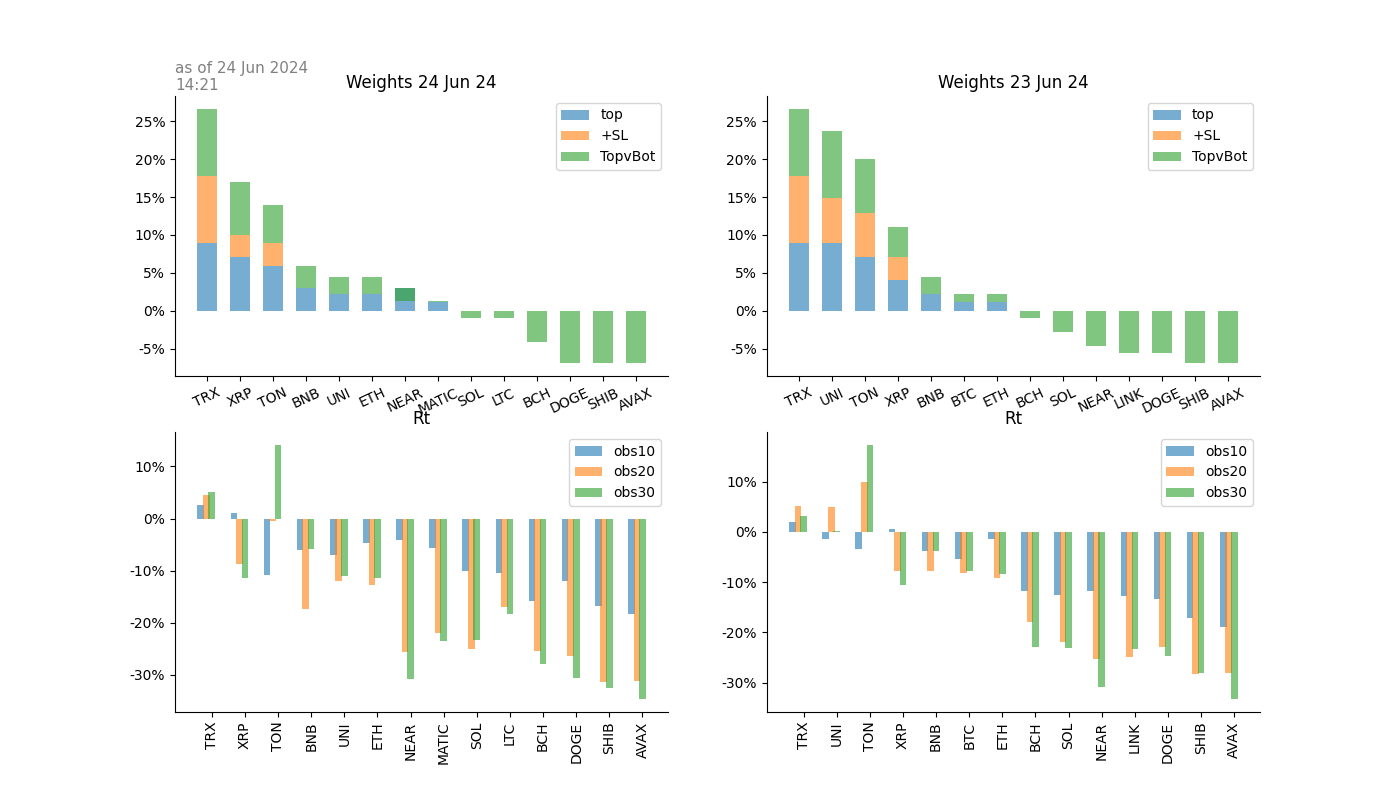 as of 24 Jun 2024
14:21
Weights 24 Jun 24
25%
20%
15%
10%
5%
0%
-5%
top
+SL
TopvBot
TRX XRP TON BNB UNI ETH NEAR MATIC SOL LTC BCH DOGE SHIB AVAX
Weights 23 Jun 24
25%
20%
15%
10%
5%
0%
-5%
top
+SL
TopvBot
TRX UNI TON XRP BNB BTC ETH BCH SOL NEAR LINK DOGE SHIB AVAX
Rt
10%
0%
-10%
-20%
-30%
obs10
obs20
obs30
TRX XRP TON BNB UNI ETH NEAR MATIC SOL LTC BCH DOGE SHIB AVAX
Rt
10%
0%
-10%
-20%
-30%
obs10
obs20
obs30
TRX UNI TON XRP BNB BTC ETH BCH SOL NEAR LINK DOGE SHIB AVAX